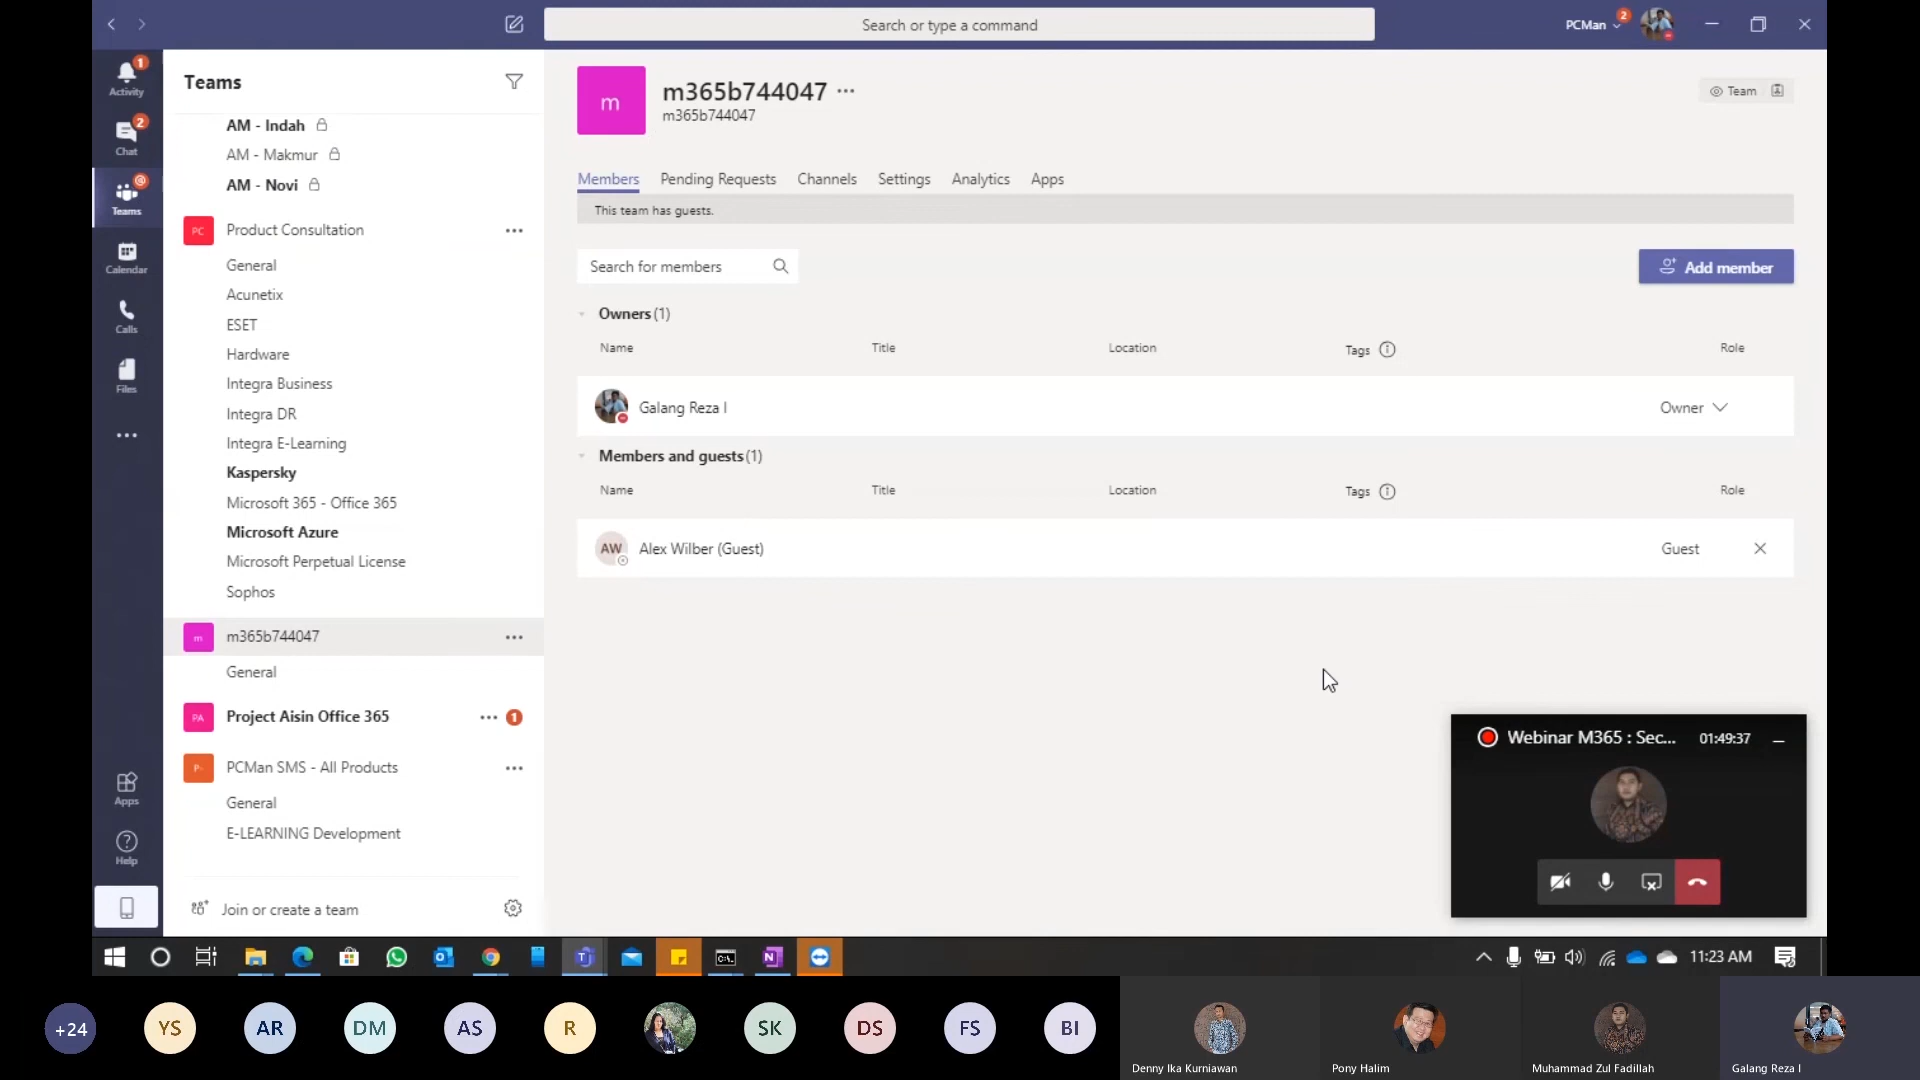 Search or type a command
PCMan
2
Activity
1
Chat
2
Teams
Calendar
Calls
Files
Apps
Help
Teams
AM - Indah
AM - Makmur
AM - Novi
PC
Product Consultation
General
Acunetix
ESET
Hardware
Integra Business
Integra DR
Integra E-Learning
Kaspersky
Microsoft 365 - Office 365
Microsoft Azure
Microsoft Perpetual License
Sophos
m
m365b744047
General
PA
Project Aisin Office 365
1
P-
PCMan SMS - All Products
General
E-LEARNING Development
Join or create a team
m
m365b744047
m365b744047
Team
Members
Pending Requests
Channels
Settings
Analytics
Apps
This team has guests.
Search for members
Add member
Owners (1)
Name Title Location Tags Role
Galang Reza I Owner
Members and guests (1)
Name Title Location Tags Role
AW Alex Wilber (Guest) Guest
Webinar M365 : Sec... 01:49:37
11:23 AM
+24
YS
AR
DM
AS
R
SK
DS
FS
BI
Denny Ika Kurniawan
Pony Halim
Muhammad Zul Fadillah
Galang Reza I